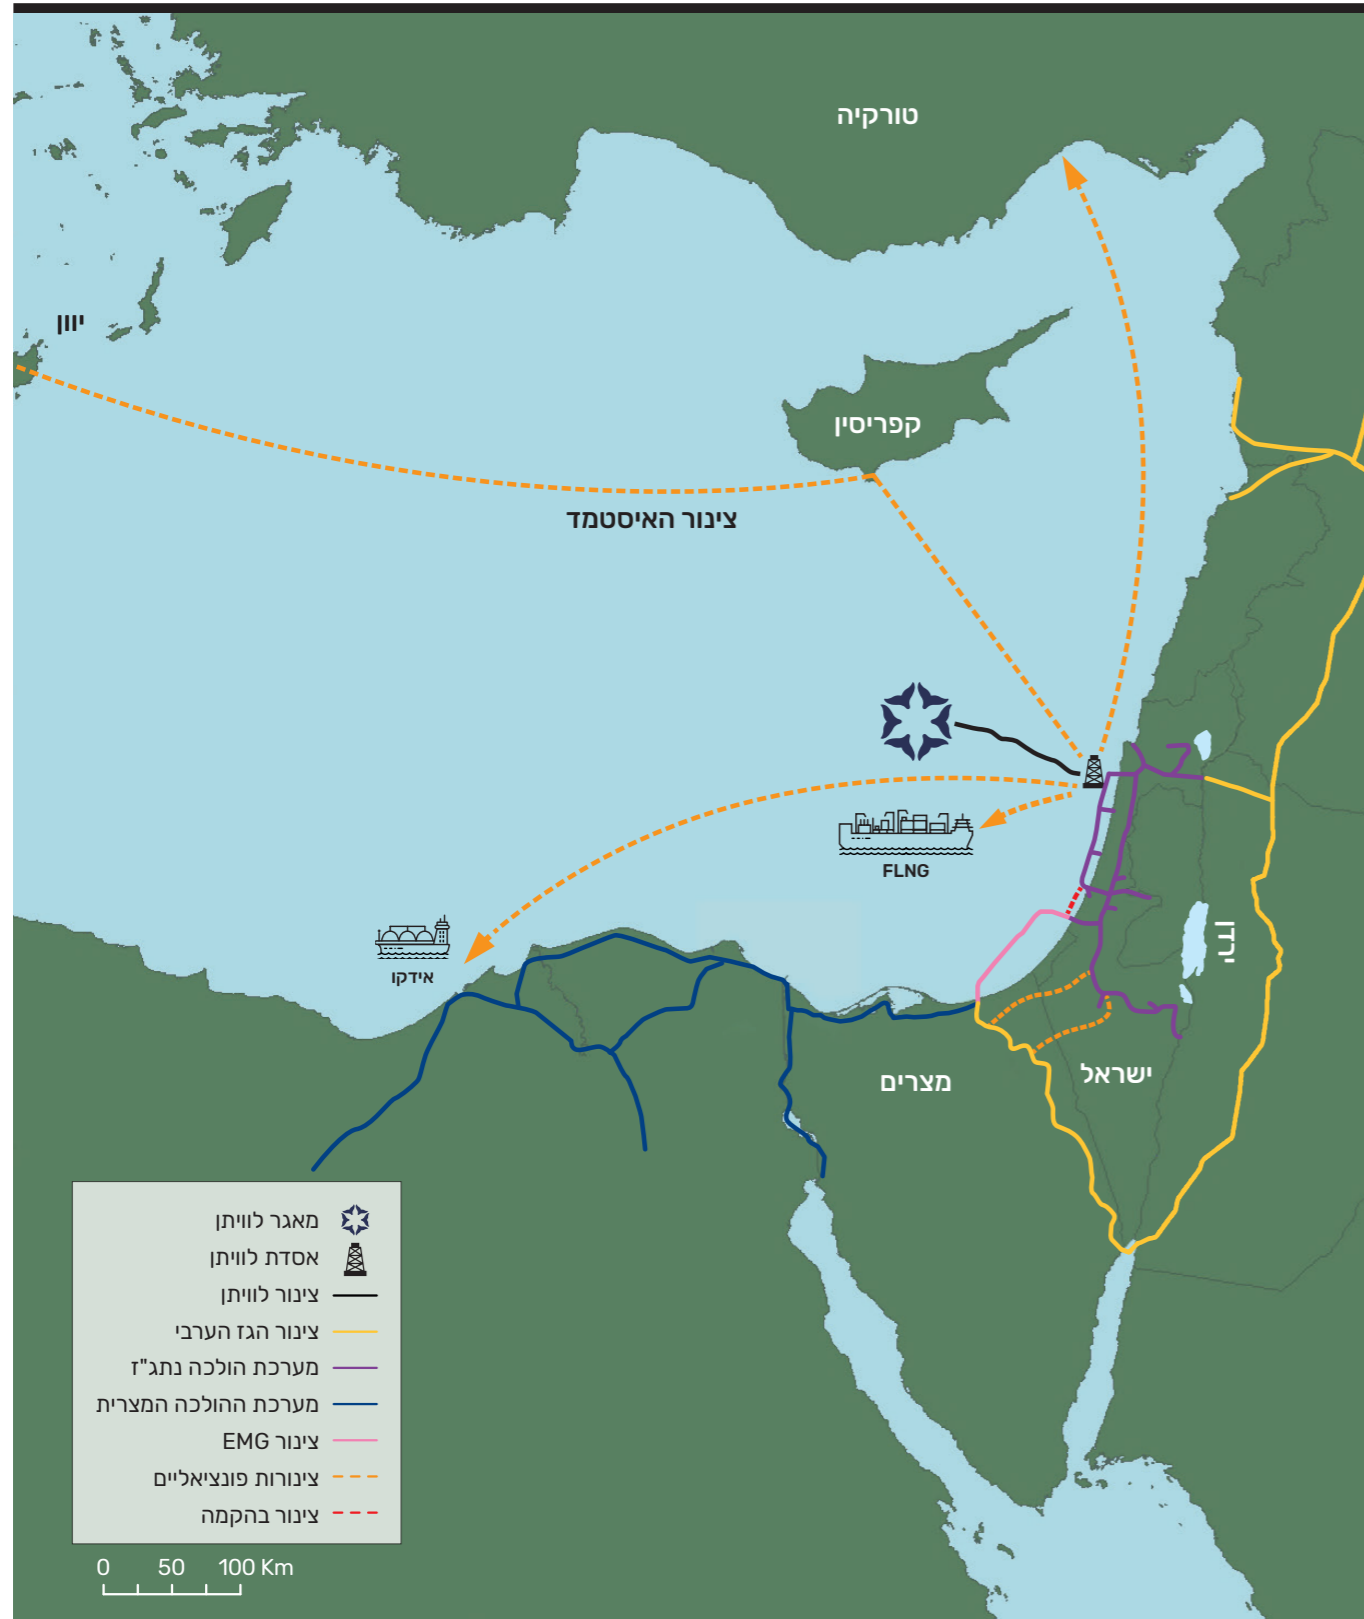 טורקיה
יוון
קפריסין
צינור האיסטמד
FLNG
אידקו
ירדן
ישראל
מצרים
מאגר לוויתן
אסדת לוויתן
צינור לוויתן
צינור הגז הערבי
מערכת הולכה נתג"ז
מערכת ההולכה המצרית
צינור EMG
צינורות פונציאליים
צינור בהקמה
0 50 100 Km